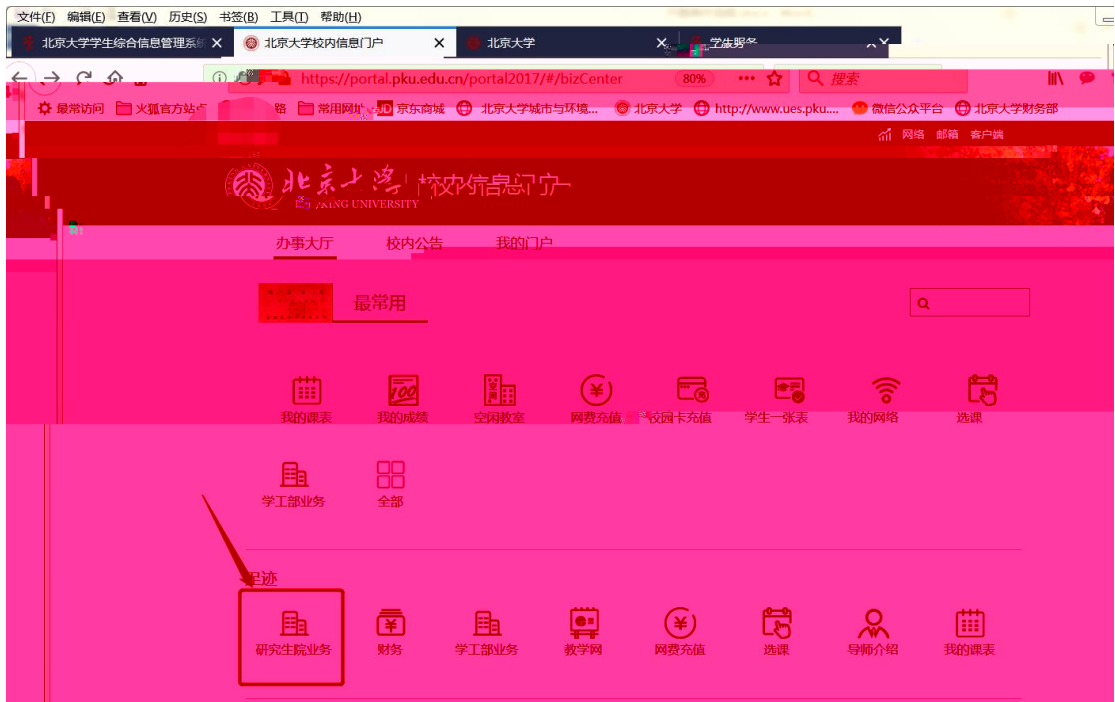 文件(F) 编辑(E) 查看(V) 历史(S) 书签(B) 工具(T) 帮助(H)
北京大学学生综合信息管理系统 北京大学校内信息门户 北京大学
https://portal.pku.edu.cn/portal2017/#/bizCenter 80% 搜索
最常访问 火狐官方站点 常用网址 JD 京东商城 北京大学城市与环境... 北京大学 http://www.ues.pku.... 微信公众平台 北京大学财务部
网络 邮箱 客户端
北京大学 校内信息门户
UNIVERSITY
办事大厅 校内公告 我的门户
最常用
100
我的课表 我的成绩 空闲教室 网费充值 校园卡充值 学生一张表 我的网络 选课
学工部业务 全部
足迹
研究生院业务 财务 学工部业务 教学网 网费充值 选课 导师介绍 我的课表